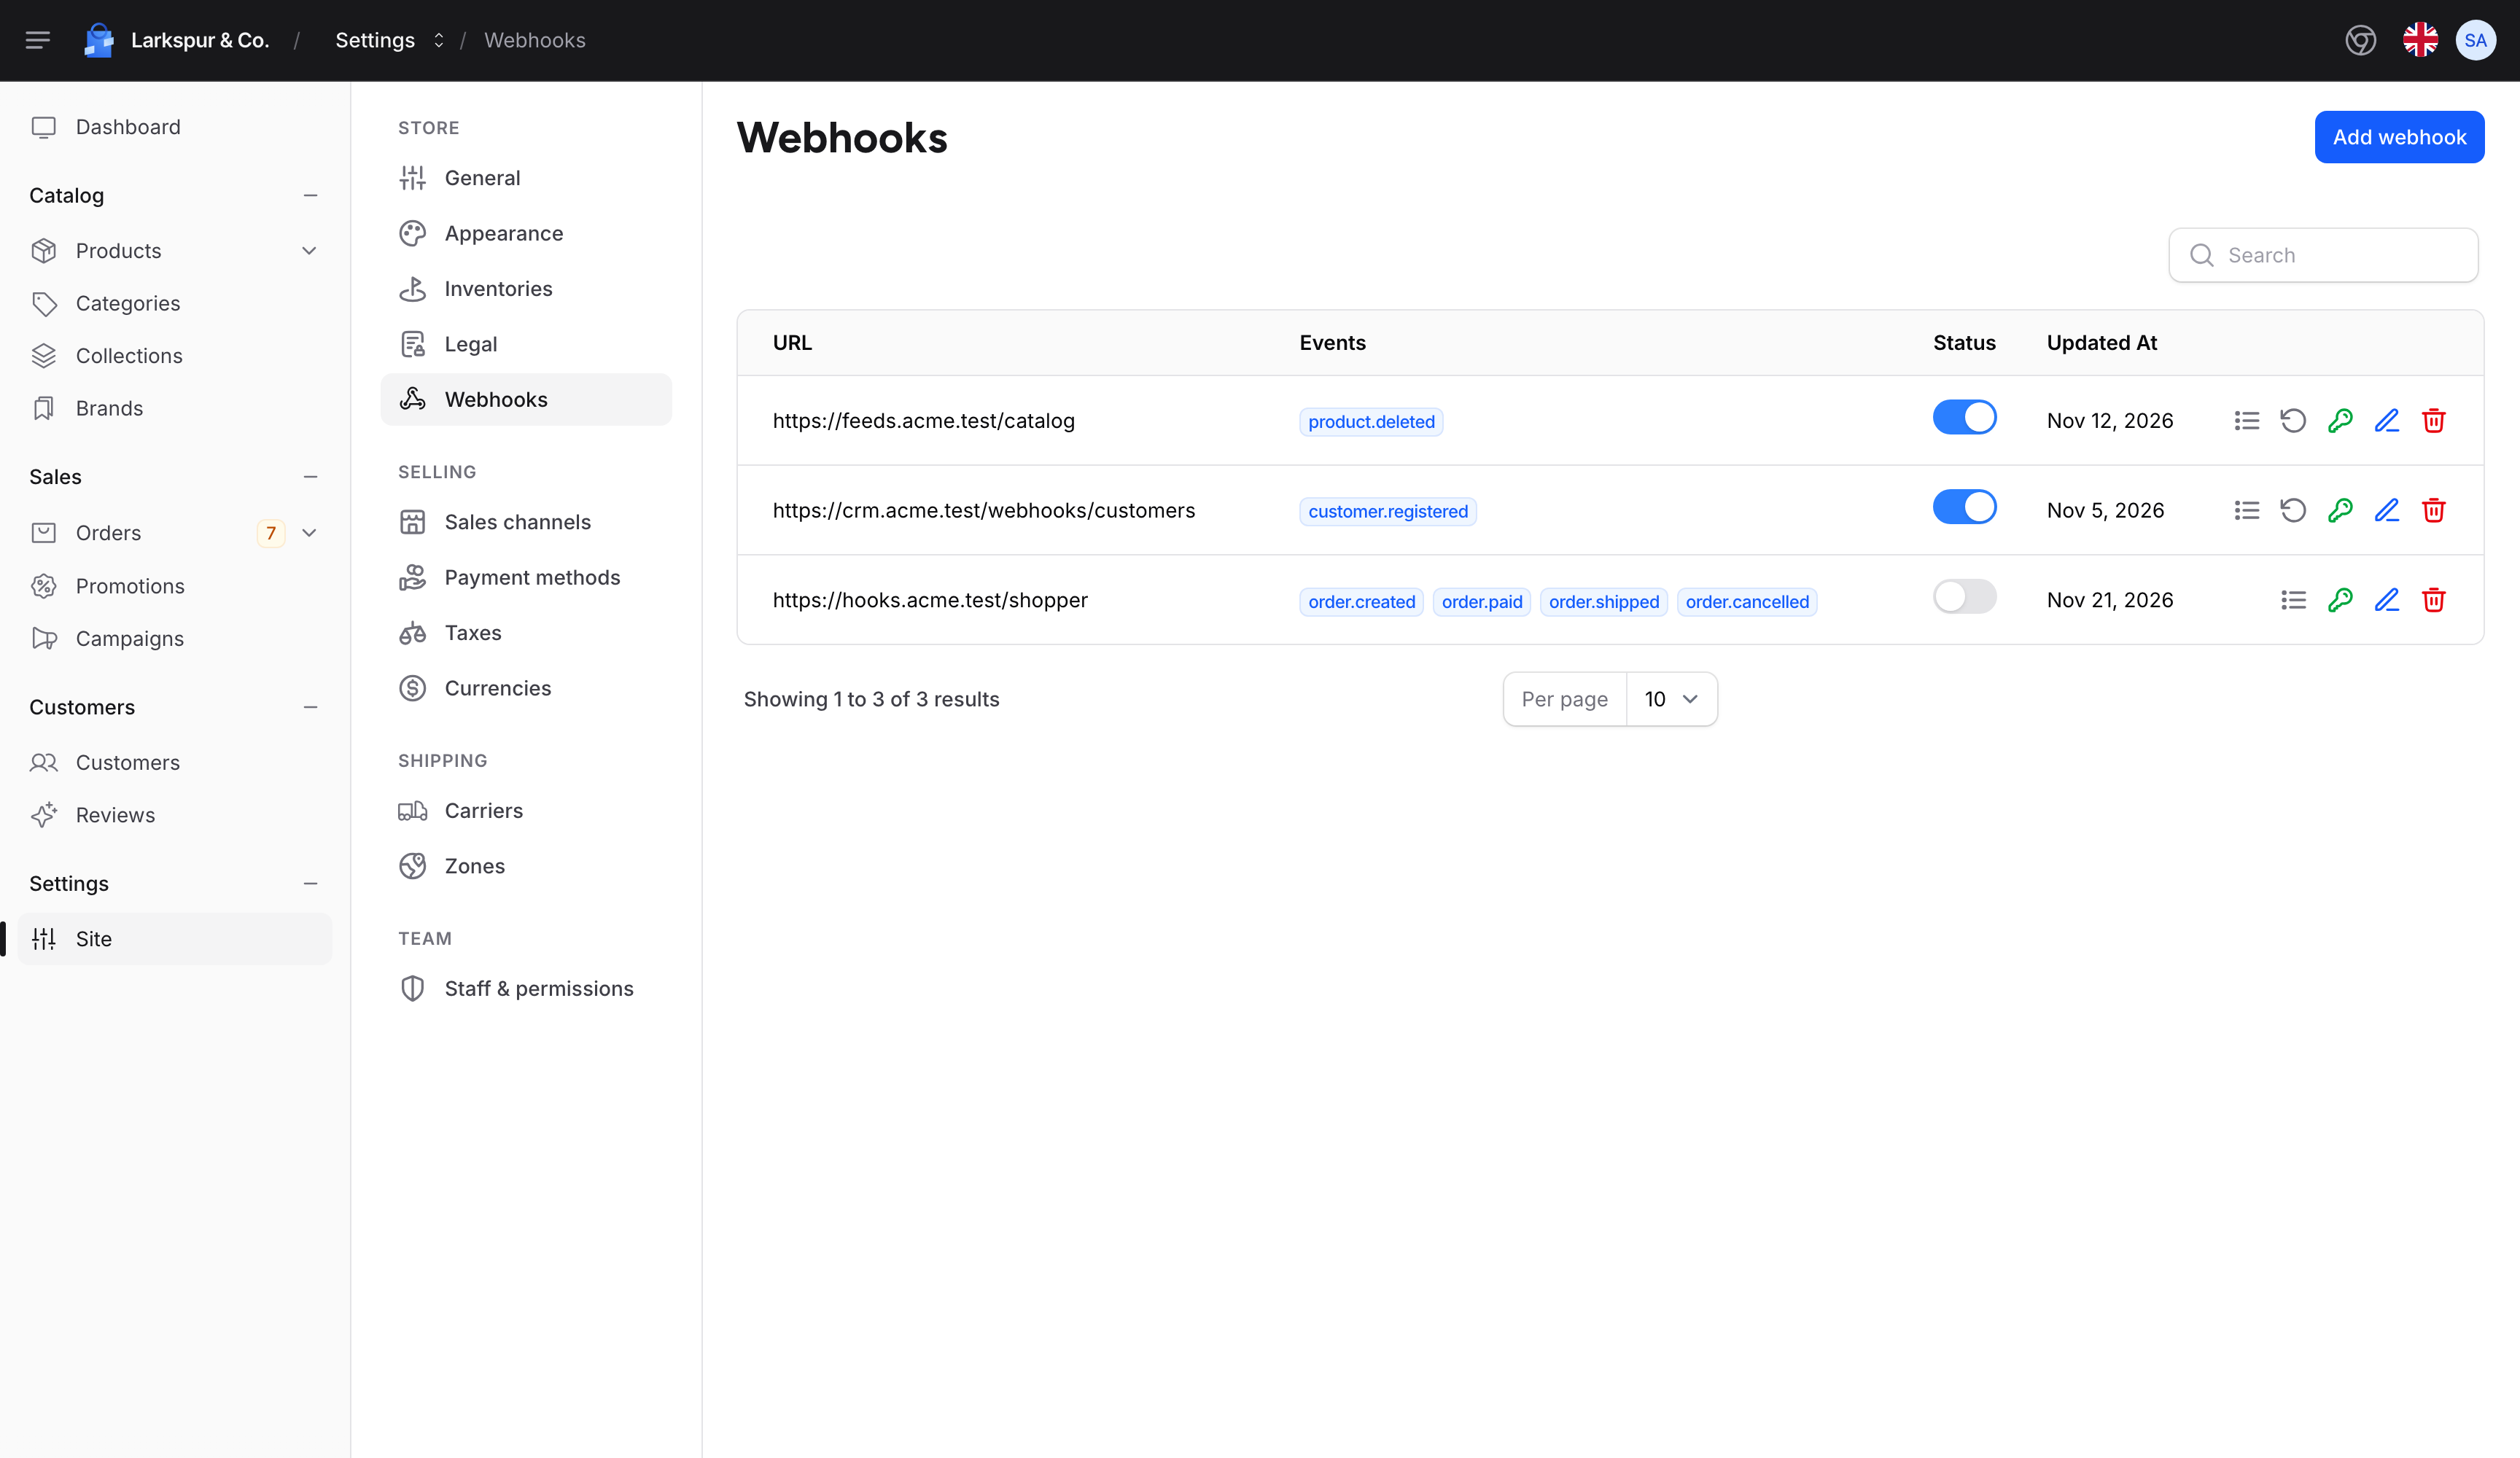 Larkspur & Co. / Settings / Webhooks
SA
Dashboard
Catalog
Products
Categories
Collections
Brands
Sales
Orders 7
Promotions
Campaigns
Customers
Customers
Reviews
Settings
Site
STORE
General
Appearance
Inventories
Legal
Webhooks
SELLING
Sales channels
Payment methods
Taxes
Currencies
SHIPPING
Carriers
Zones
TEAM
Staff & permissions
Webhooks
Add webhook
Search
URL Events Status Updated At
https://feeds.acme.test/catalog product.deleted Nov 12, 2026
https://crm.acme.test/webhooks/customers customer.registered Nov 5, 2026
https://hooks.acme.test/shopper order.created order.paid order.shipped order.cancelled Nov 21, 2026
Showing 1 to 3 of 3 results
Per page 10